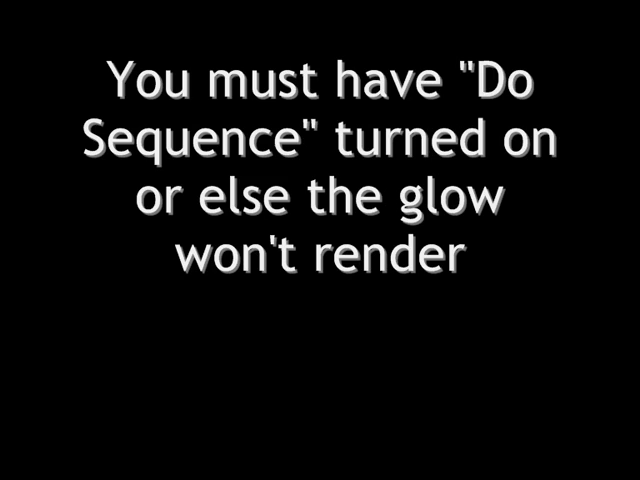 You must have "Do
Sequence" turned on
or else the glow
won't render